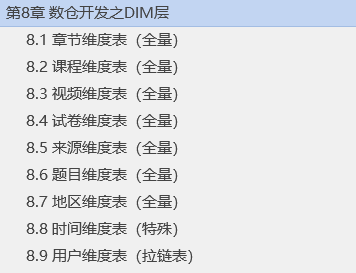 第8章 数仓开发之DIM层
8.1 章节维度表（全量）
8.2 课程维度表（全量）
8.3 视频维度表（全量）
8.4 试卷维度表（全量）
8.5 来源维度表（全量）
8.6 题目维度表（全量）
8.7 地区维度表（全量）
8.8 时间维度表（特殊）
8.9 用户维度表（拉链表）